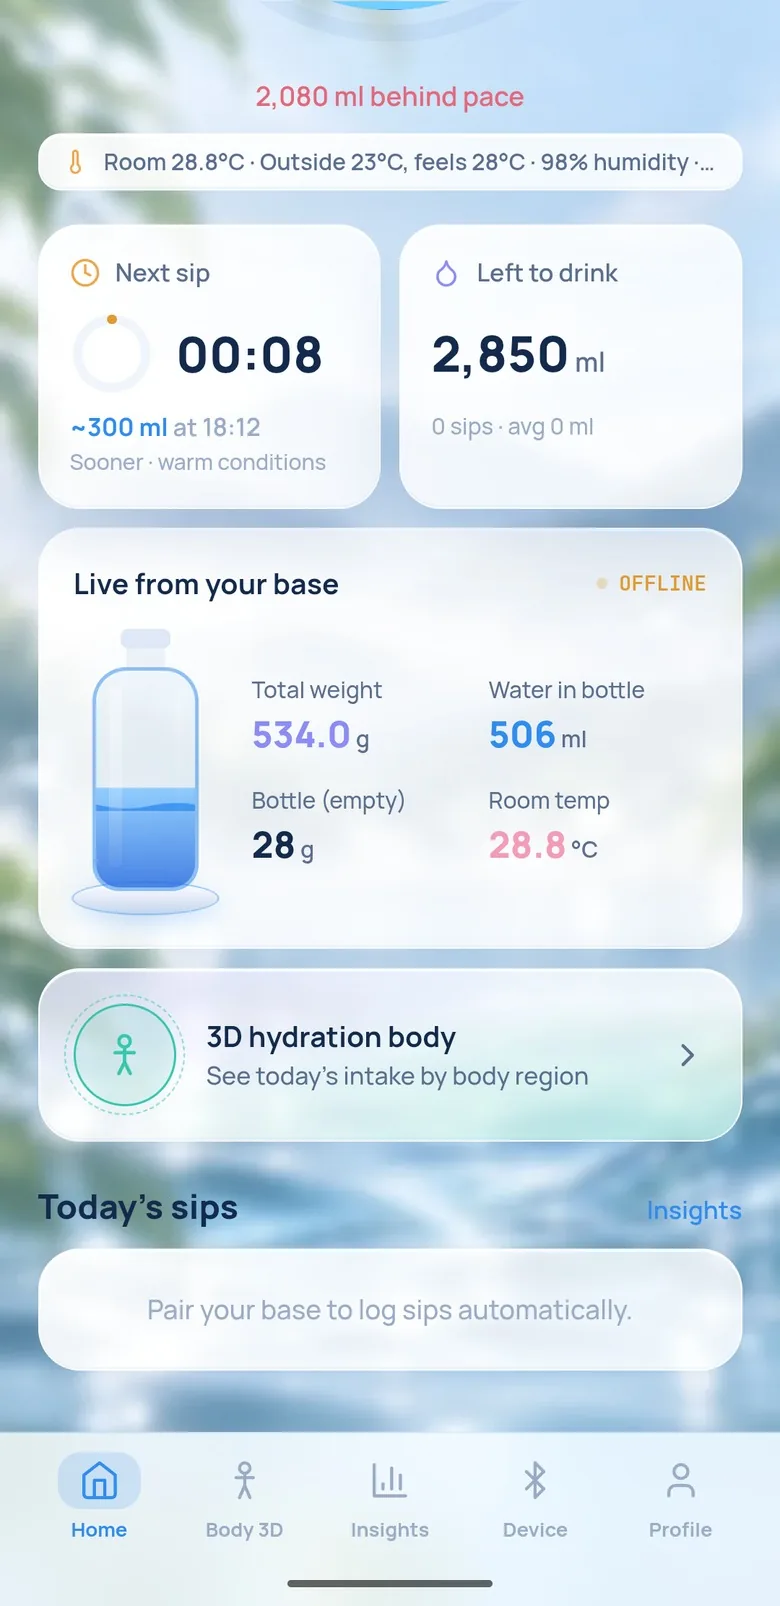 2,080 ml behind pace
Room 28.8°C · Outside 23°C, feels 28°C · 98% humidity ·...
Next sip
00:08
~300 ml at 18:12
Sooner · warm conditions
Left to drink
2,850 ml
0 sips · avg 0 ml
Live from your base
OFFLINE
Total weight
534.0 g
Water in bottle
506 ml
Bottle (empty)
28 g
Room temp
28.8 °C
3D hydration body
See today's intake by body region
Today's sips
Insights
Pair your base to log sips automatically.
Home
Body 3D
Insights
Device
Profile